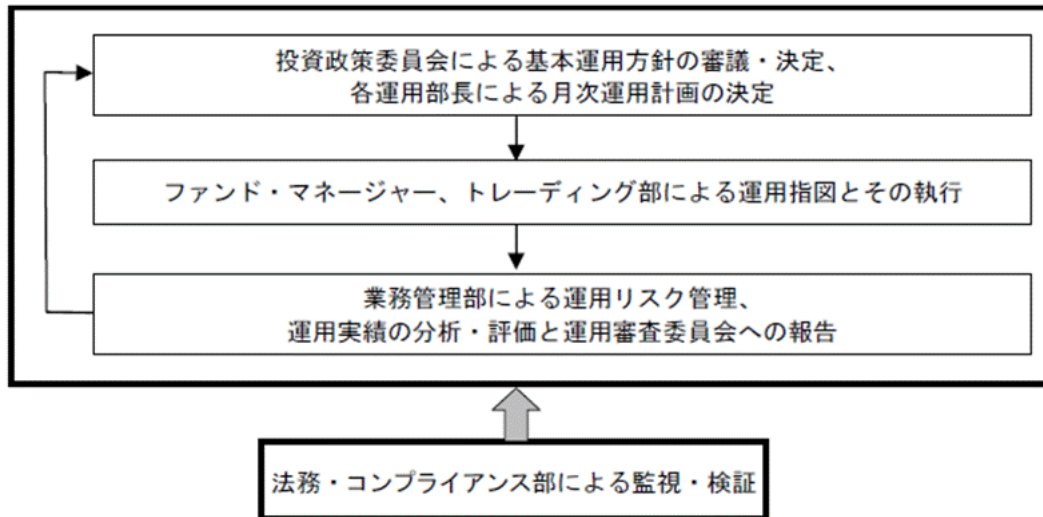 投資政策委員会による基本運用方針の審議・決定、
各運用部長による月次運用計画の決定
ファンド・マネージャー、トレーディング部による運用指図とその執行
業務管理部による運用リスク管理、
運用実績の分析・評価と運用審査委員会への報告
法務・コンプライアンス部による監視・検証